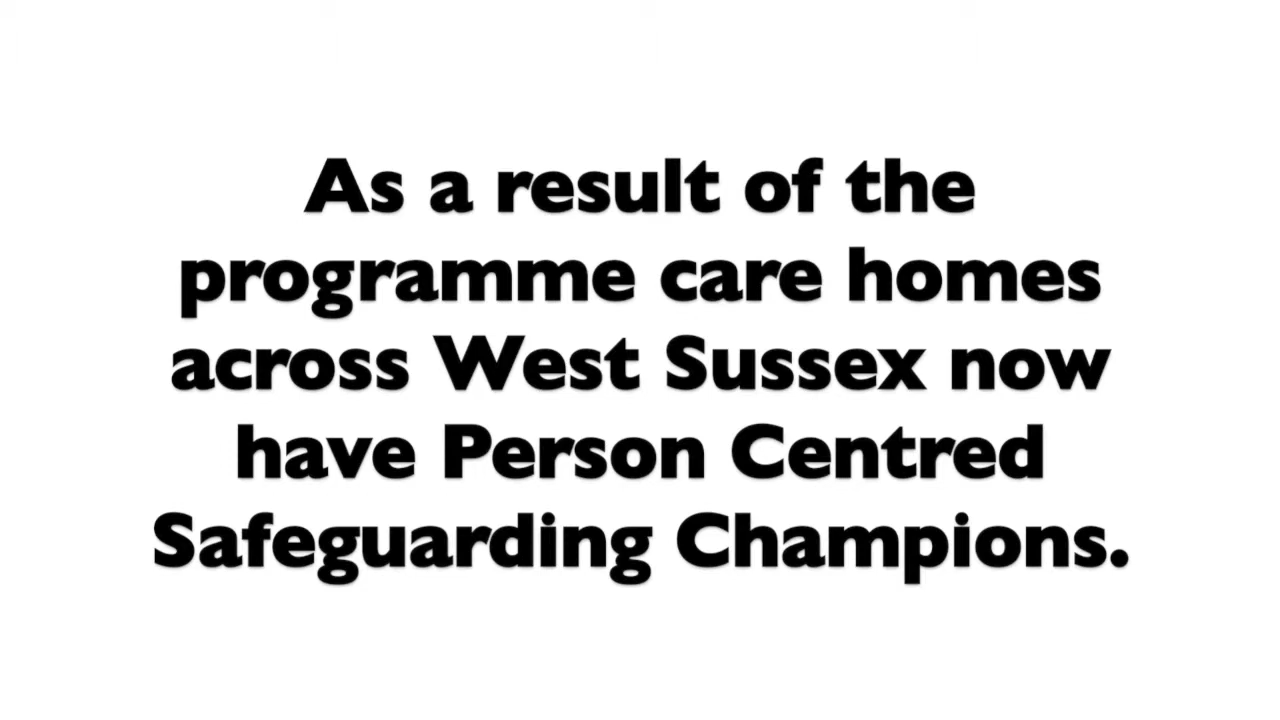 As a result of the
programme care homes
across West Sussex now
have Person Centred
Safeguarding Champions.